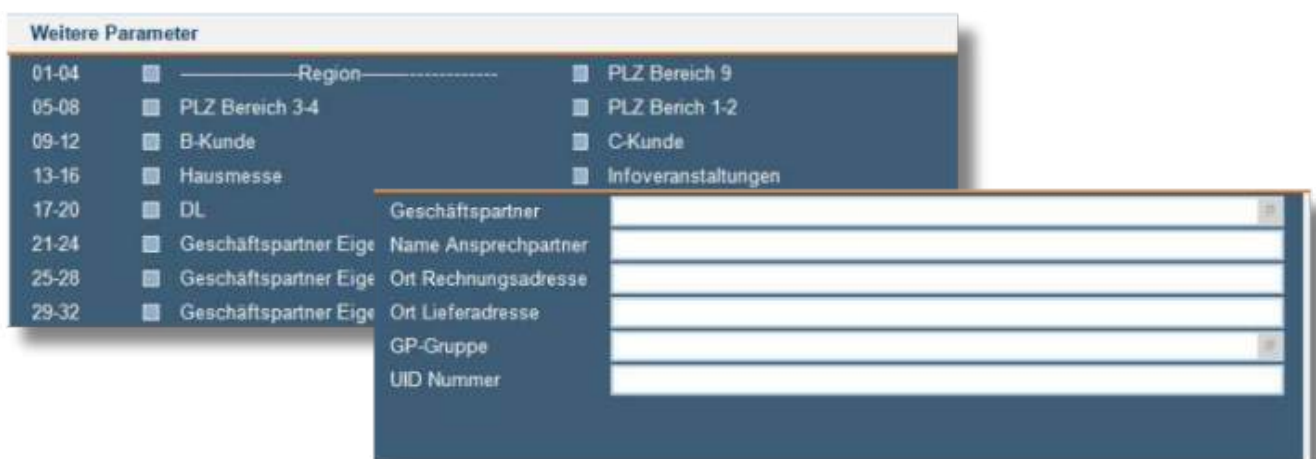 Weitere Parameter
01-04 -----------------Region-------------------- PLZ Bereich 9
05-08 PLZ Bereich 3-4 PLZ Berich 1-2
09-12 B-Kunde C-Kunde
13-16 Hausmesse Infoveranstaltungen
17-20 DL
21-24 Geschäftspartner Eige
25-28 Geschäftspartner Eige
29-32 Geschäftspartner Eige
Geschäftspartner
Name Ansprechpartner
Ort Rechnungsadresse
Ort Lieferadresse
GP-Gruppe
UID Nummer